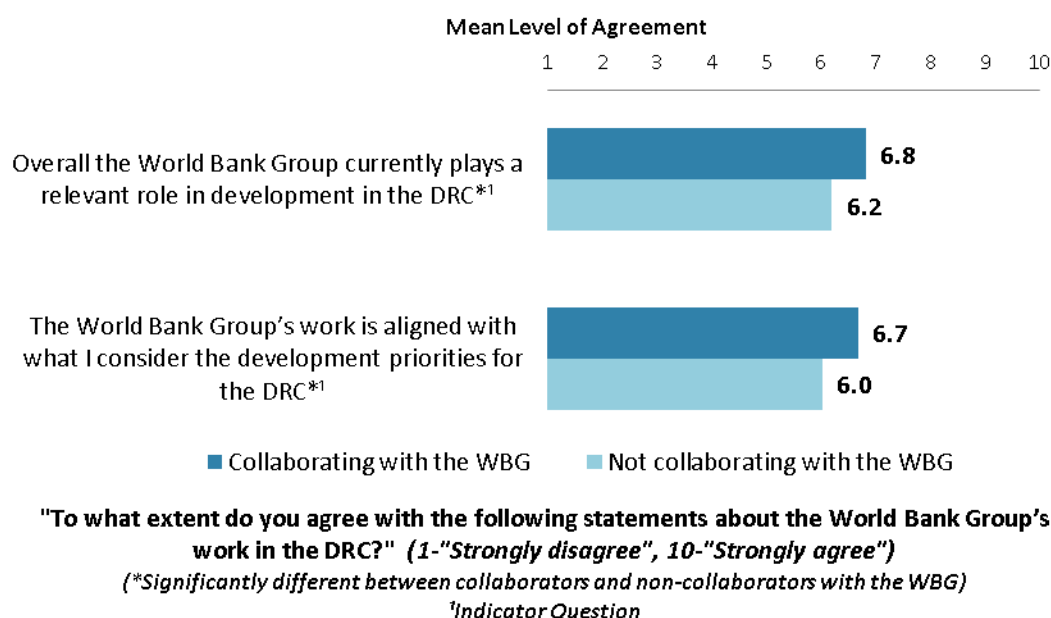 Mean Level of Agreement
1 2 3 4 5 6 7 8 9 10
Overall the World Bank Group currently plays a
relevant role in development in the DRC*¹
6.8
6.2
The World Bank Group's work is aligned with
what I consider the development priorities for
the DRC*¹
6.7
6.0
Collaborating with the WBG Not collaborating with the WBG
"To what extent do you agree with the following statements about the World Bank Group's
work in the DRC?" (1-"Strongly disagree", 10-"Strongly agree")
(*Significantly different between collaborators and non-collaborators with the WBG)
¹Indicator Question